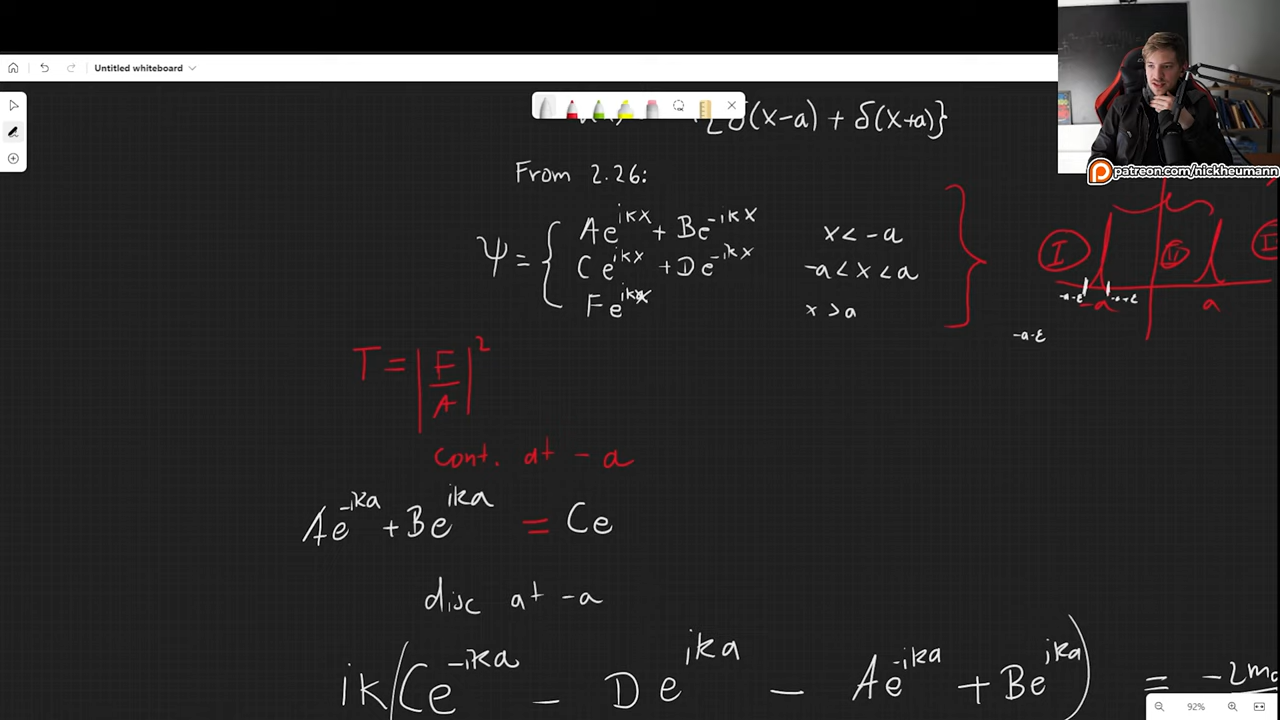 Untitled whiteboard
δ(x-a) + δ(x+a)}
From 2.26:
Ψ = { Ae^{ikx} + Be^{-ikx} x < -a
Ce^{ikx} + De^{-ikx} -a < x < a
Fe^{ikx} x > a
patreon.com/nickheumann
I II
-a-ε -a -a+ε a
-a-ε
T = |F/A|^2
cont. at -a
Ae^{-ika} + Be^{ika} = Ce
disc at -a
ik(Ce^{-ika} - De^{ika} - Ae^{-ika} + Be^{ika}) = -2m
92%